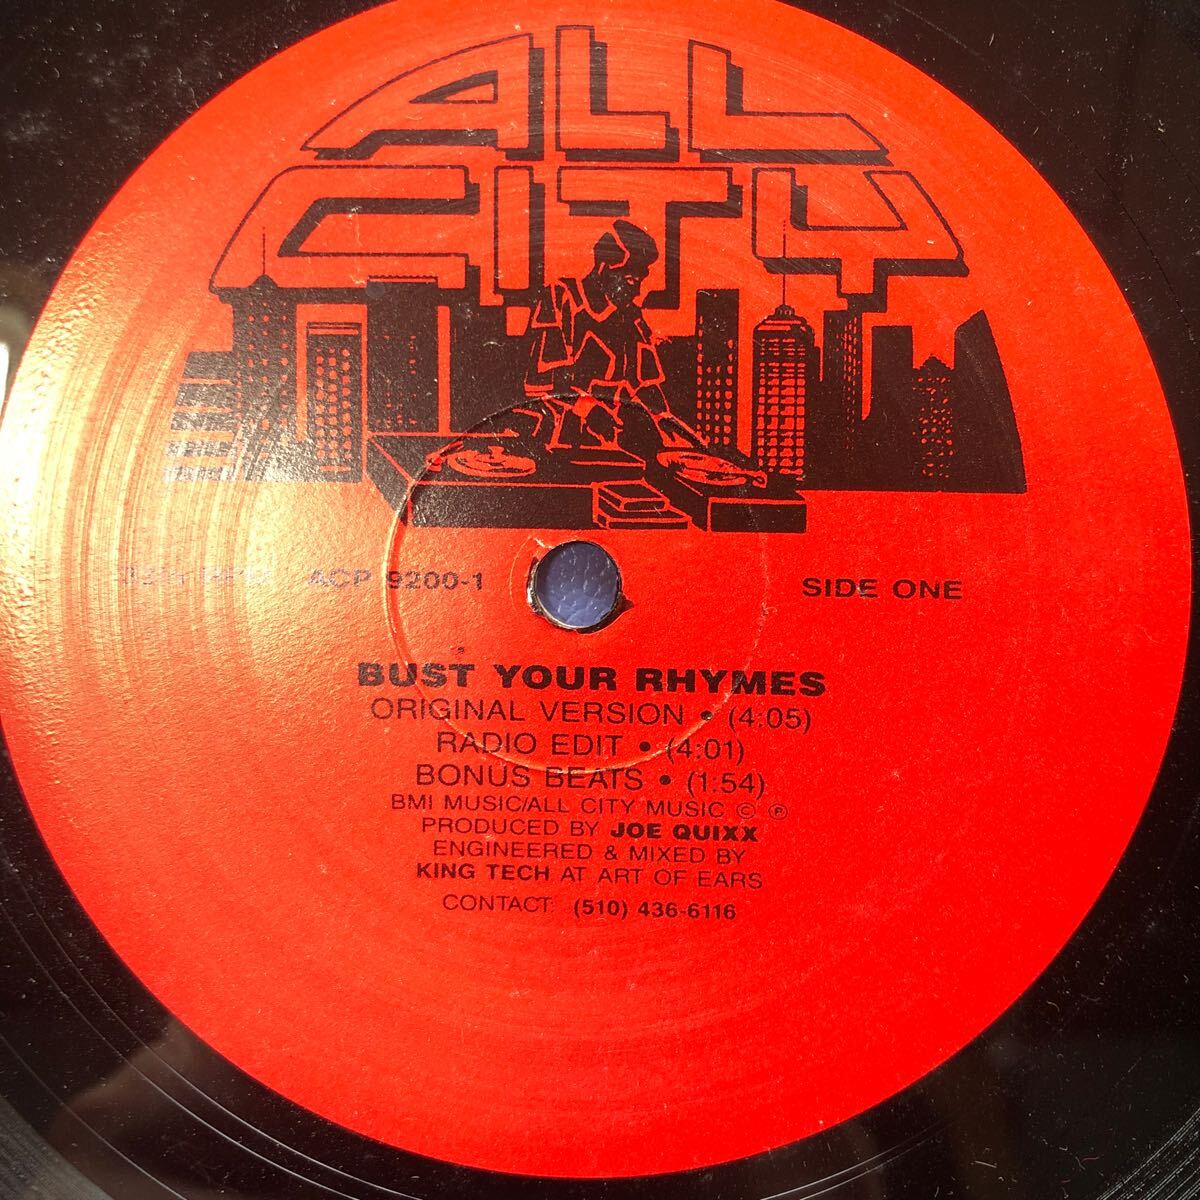 ALL
CITY
ACP 9200-1
SIDE ONE
BUST YOUR RHYMES
ORIGINAL VERSION • (4:05)
RADIO EDIT • (4:01)
BONUS BEATS • (1:54)
BMI MUSIC/ALL CITY MUSIC © ℗
PRODUCED BY JOE QUIXX
ENGINEERED & MIXED BY
KING TECH AT ART OF EARS
CONTACT: (510) 436-6116